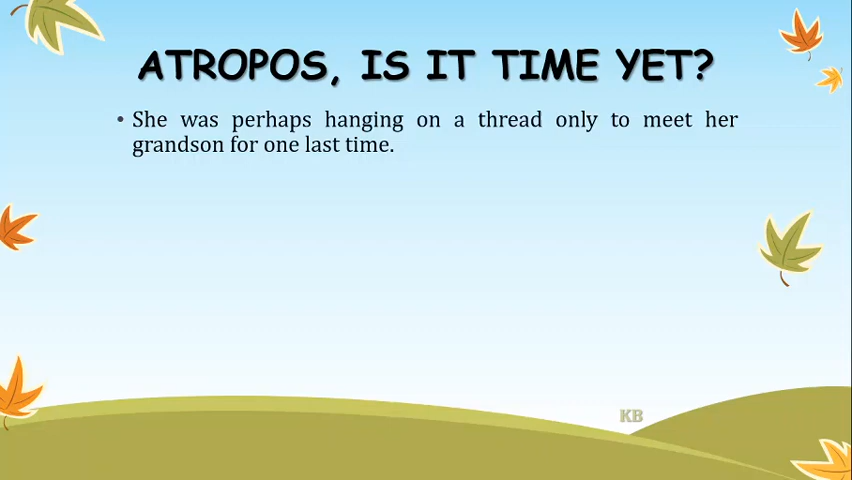 ATROPOS, IS IT TIME YET?
• She was perhaps hanging on a thread only to meet her
grandson for one last time.
KB